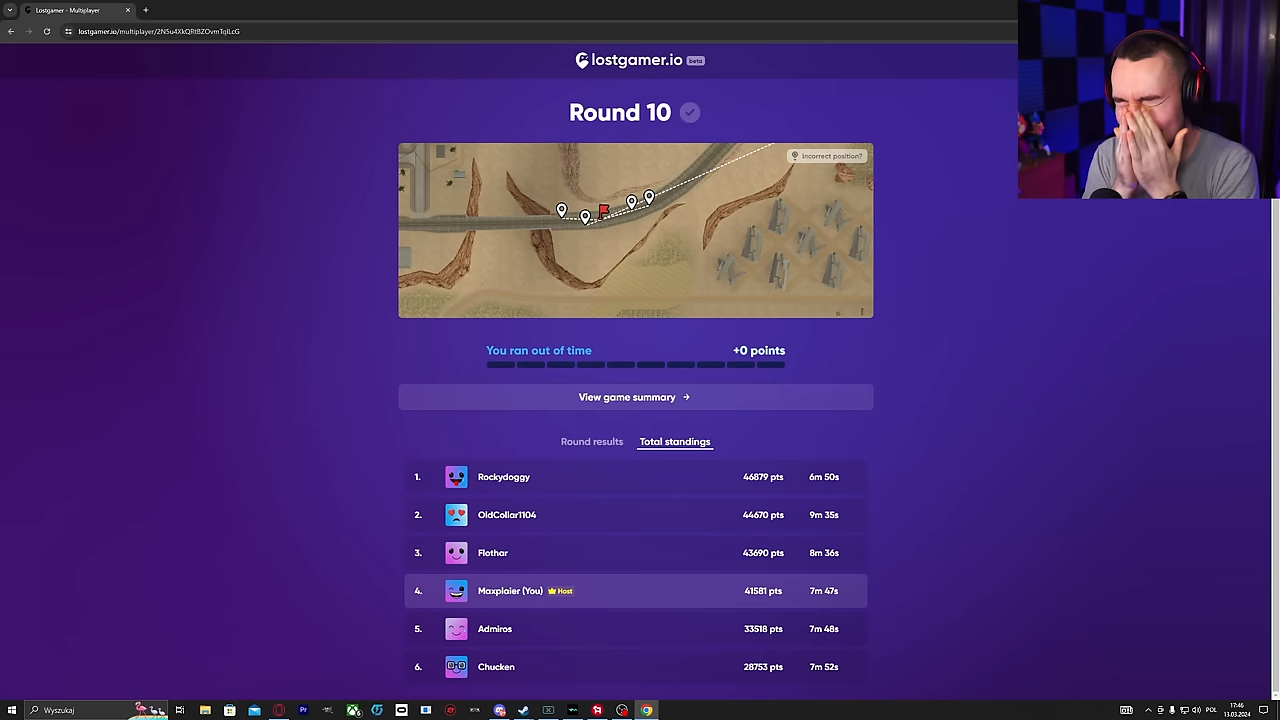 Lostgamer - Multiplayer
lostgamer.io/multiplayer/2N5u4XkQRtBZOvmTqILcG
lostgamer.io beta
Round 10
Incorrect position?
You ran out of time +0 points
View game summary →
Round results Total standings
1. Rockydoggy 46879 pts 6m 50s
2. OldCollar1104 44670 pts 9m 35s
3. Flothar 43690 pts 8m 36s
4. Maxplaier (You) Host 41581 pts 7m 47s
5. Admiros 33518 pts 7m 48s
6. Chucken 28753 pts 7m 52s
Wyszukaj
POL
17:46
13.03.2024